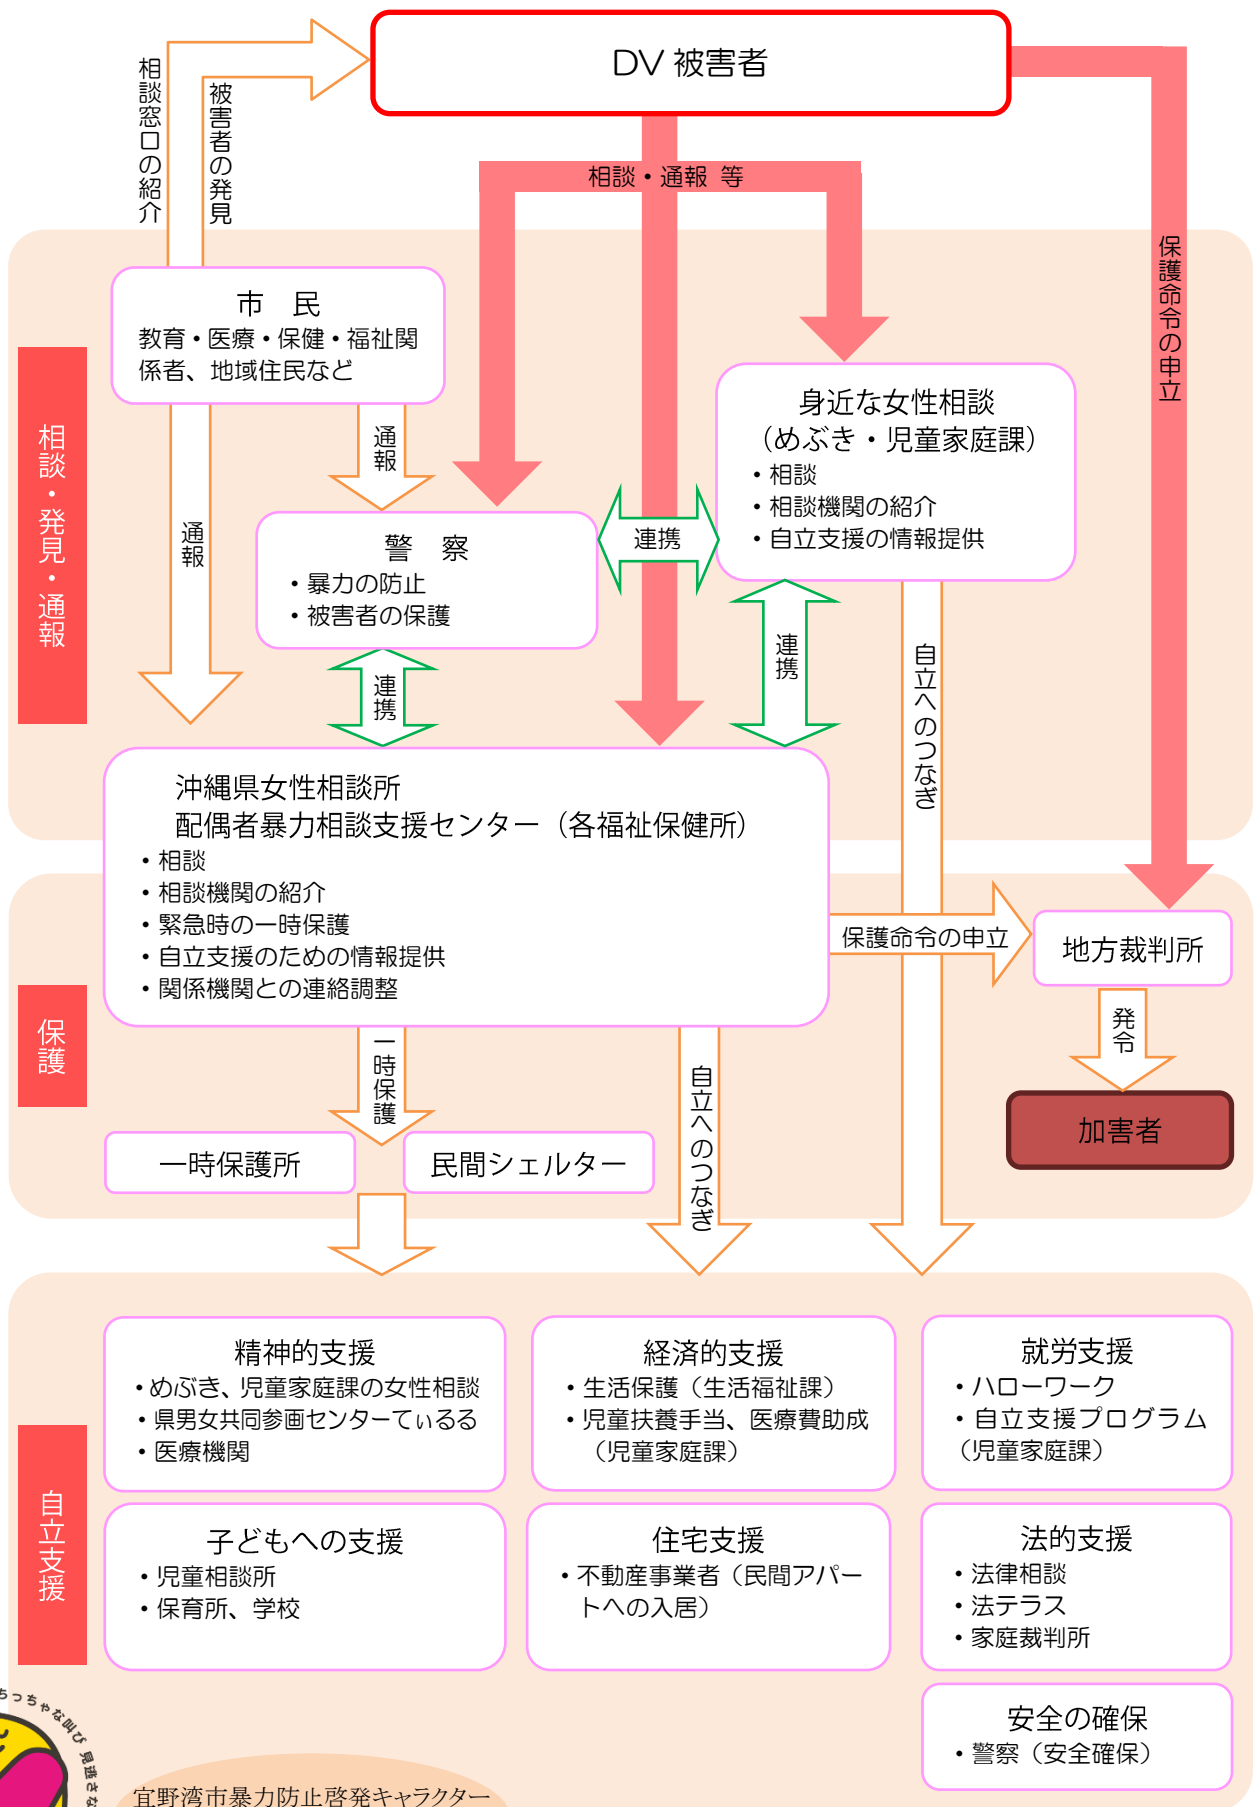 DV 被害者
相談窓口の紹介
被害者の発見
相談・通報 等
保護命令の申立
相談・発見・通報
市　民
教育・医療・保健・福祉関
係者、地域住民など
通報
通報
身近な女性相談
（めぶき・児童家庭課）
・相談
・相談機関の紹介
・自立支援の情報提供
警　察
・暴力の防止
・被害者の保護
連携
連携
連携
自立へのつなぎ
沖縄県女性相談所
配偶者暴力相談支援センター（各福祉保健所）
・相談
・相談機関の紹介
・緊急時の一時保護
・自立支援のための情報提供
・関係機関との連絡調整
保護命令の申立
地方裁判所
発令
加害者
保護
一時保護
自立へのつなぎ
一時保護所
民間シェルター
自立支援
精神的支援
・めぶき、児童家庭課の女性相談
・県男女共同参画センターてぃるる
・医療機関
経済的支援
・生活保護（生活福祉課）
・児童扶養手当、医療費助成
（児童家庭課）
就労支援
・ハローワーク
・自立支援プログラム
（児童家庭課）
子どもへの支援
・児童相談所
・保育所、学校
住宅支援
・不動産事業者（民間アパー
トへの入居）
法的支援
・法律相談
・法テラス
・家庭裁判所
安全の確保
・警察（安全確保）
ちっちゃな叫び 見逃さな
宜野湾市暴力防止啓発キャラクター